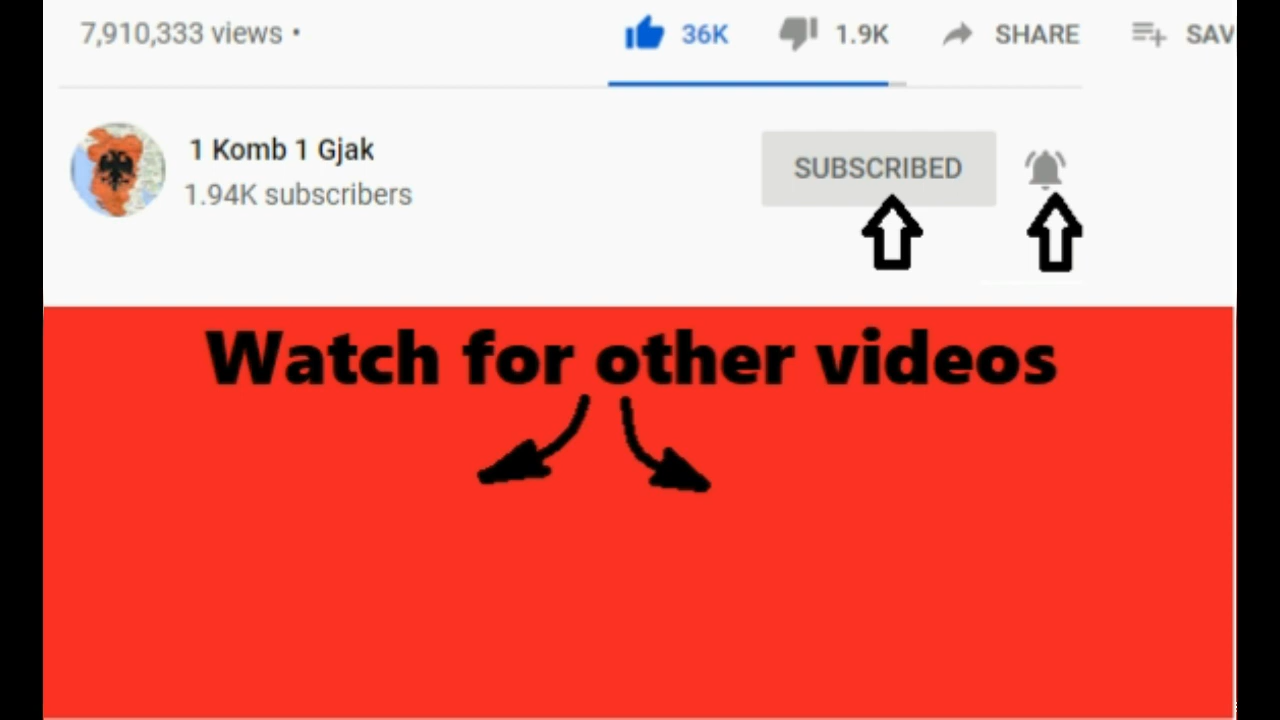 7,910,333 views •
36K
1.9K
SHARE
SAV
1 Komb 1 Gjak
1.94K subscribers
SUBSCRIBED
Watch for other videos